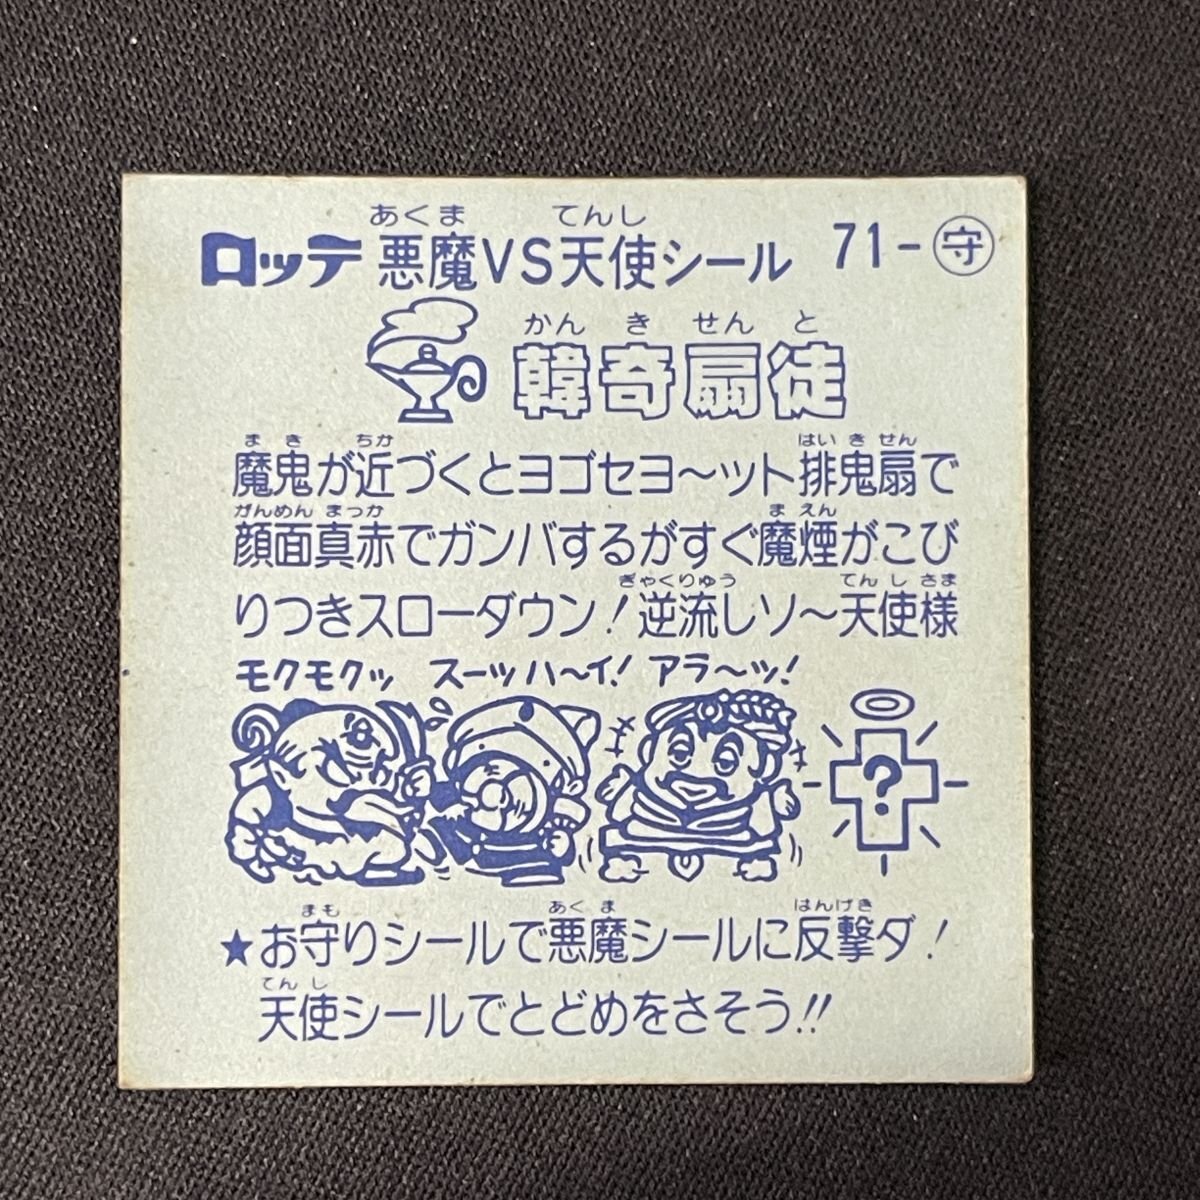 あくま てんし
ロッテ 悪魔VS天使シール 71-守
かん き せん と
韓奇扇徒
ま き ちか はい き せん
魔鬼が近づくとヨゴセヨ〜ット排鬼扇で
がんめん まっか ま えん
顔面真赤でガンバするがすぐ魔煙がこび
ぎゃくりゅう てん し さま
りつきスローダウン!逆流しソ〜天使様
モクモクッ スーッハ〜イ! アラ〜ッ!
?
まも あく ま はんげき
★お守りシールで悪魔シールに反撃ダ!
てん し
天使シールでとどめをさそう!!